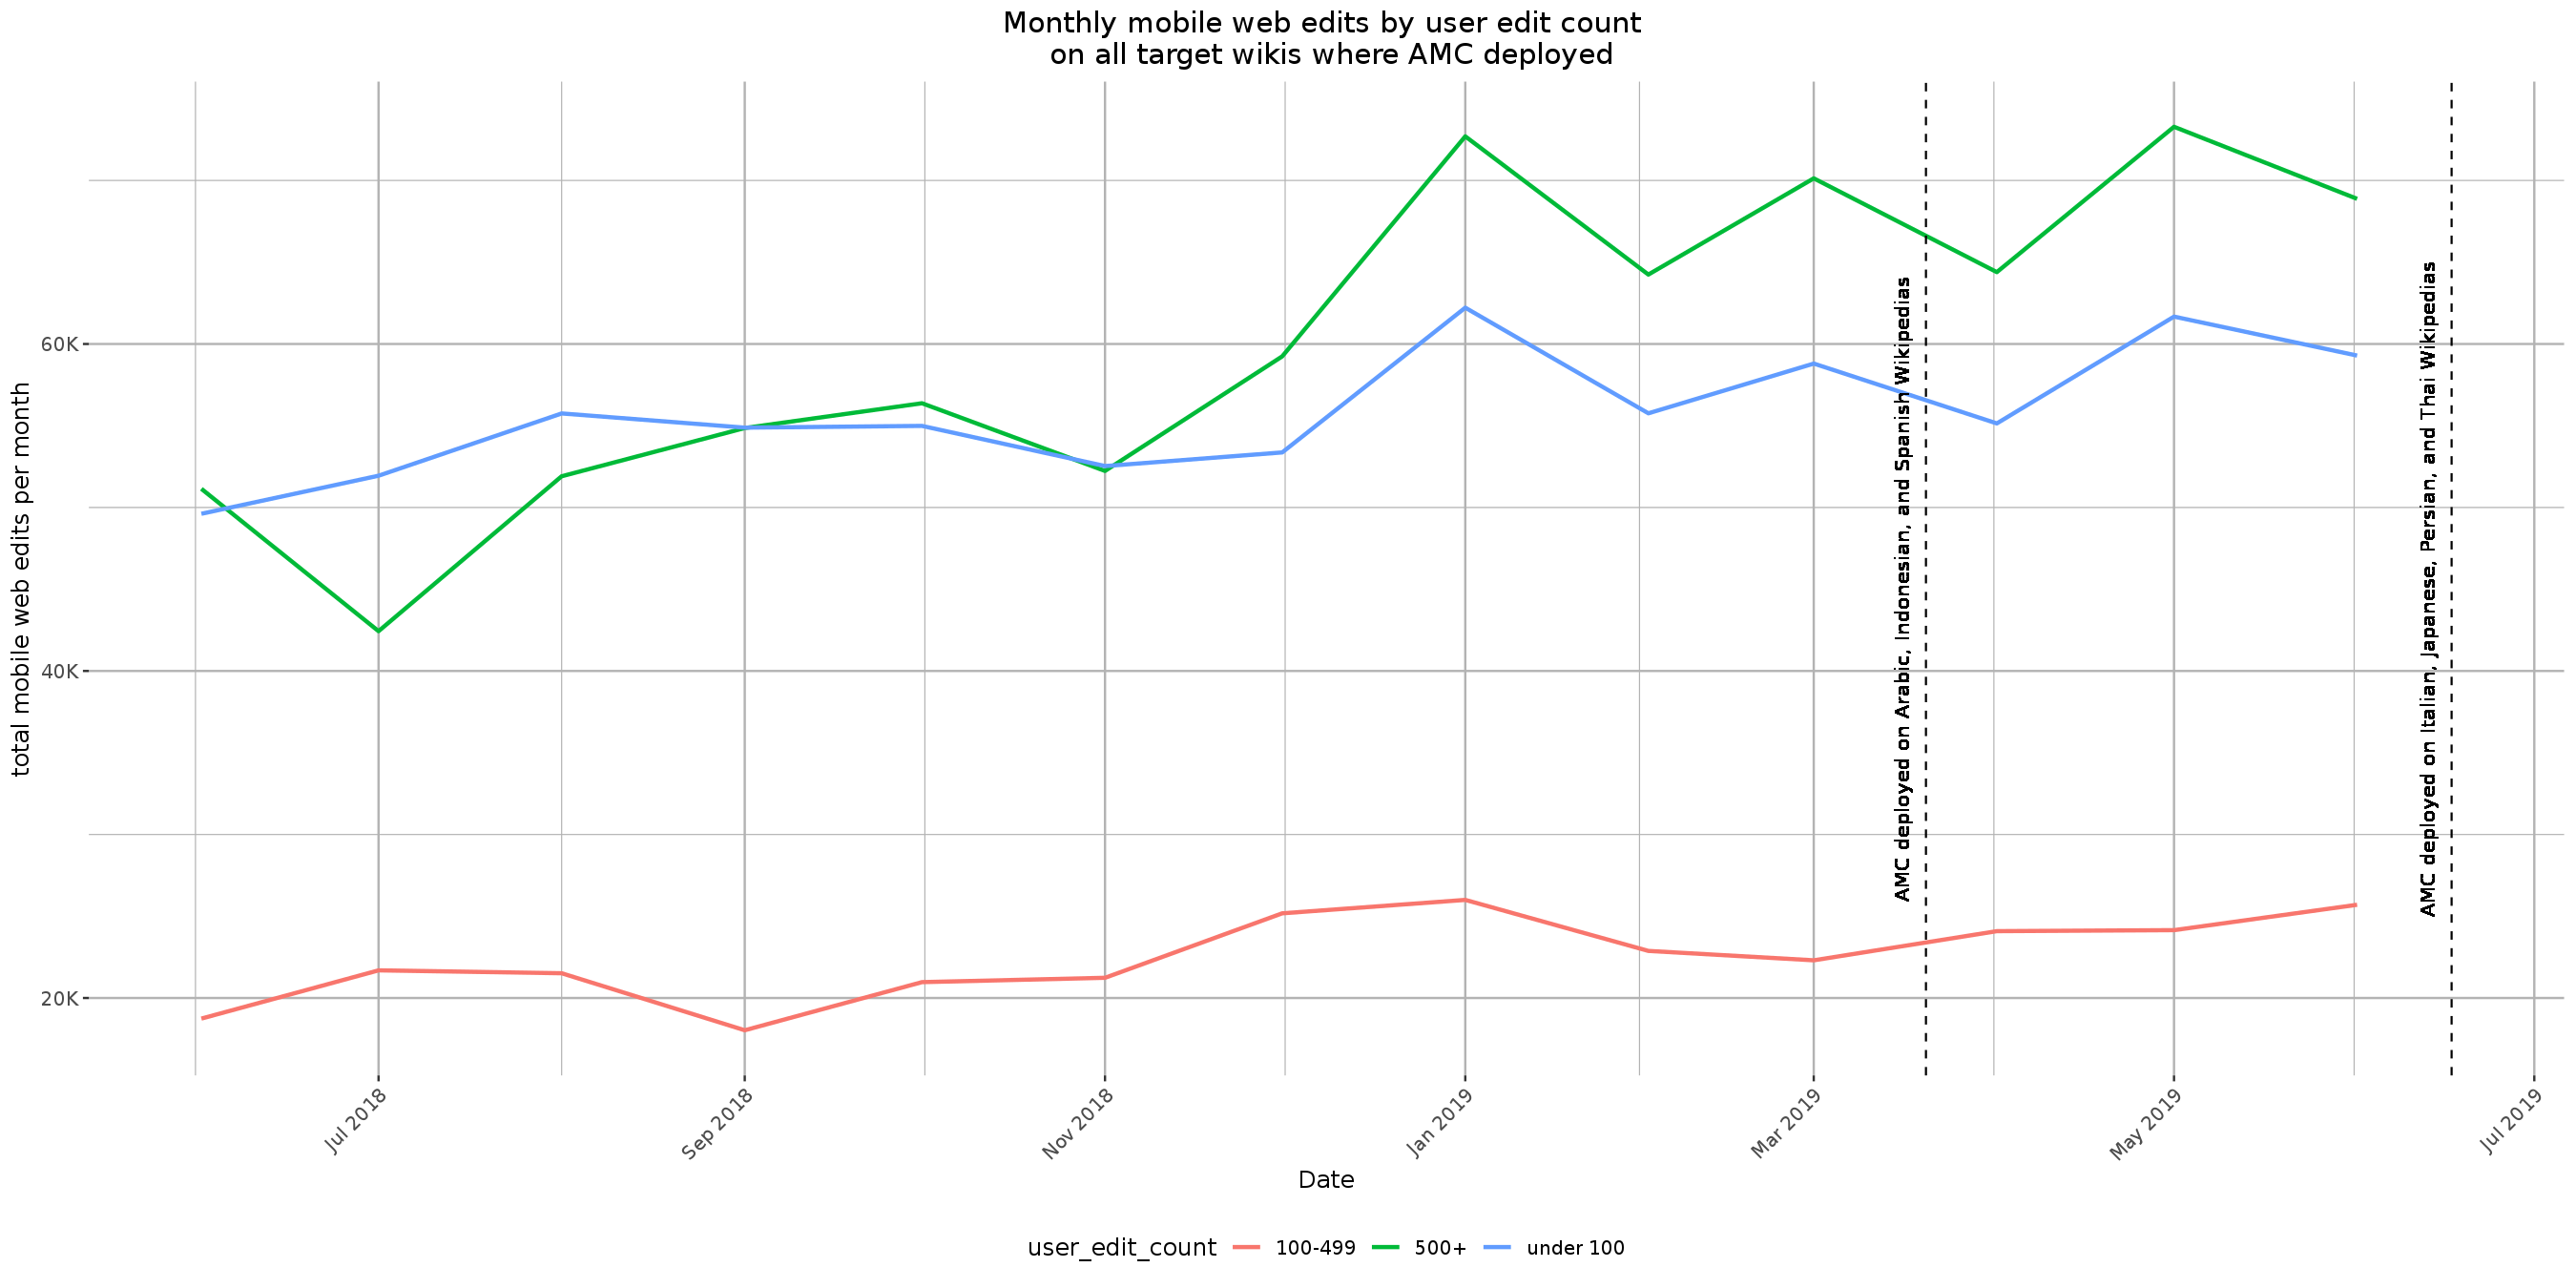 Monthly mobile web edits by user edit count
on all target wikis where AMC deployed
total mobile web edits per month
60K
40K
20K
AMC deployed on Arabic, Indonesian, and Spanish Wikipedias
AMC deployed on Italian, Japanese, Persian, and Thai Wikipedias
Jul 2018
Sep 2018
Nov 2018
Jan 2019
Mar 2019
May 2019
Jul 2019
Date
user_edit_count 100-499 500+ under 100